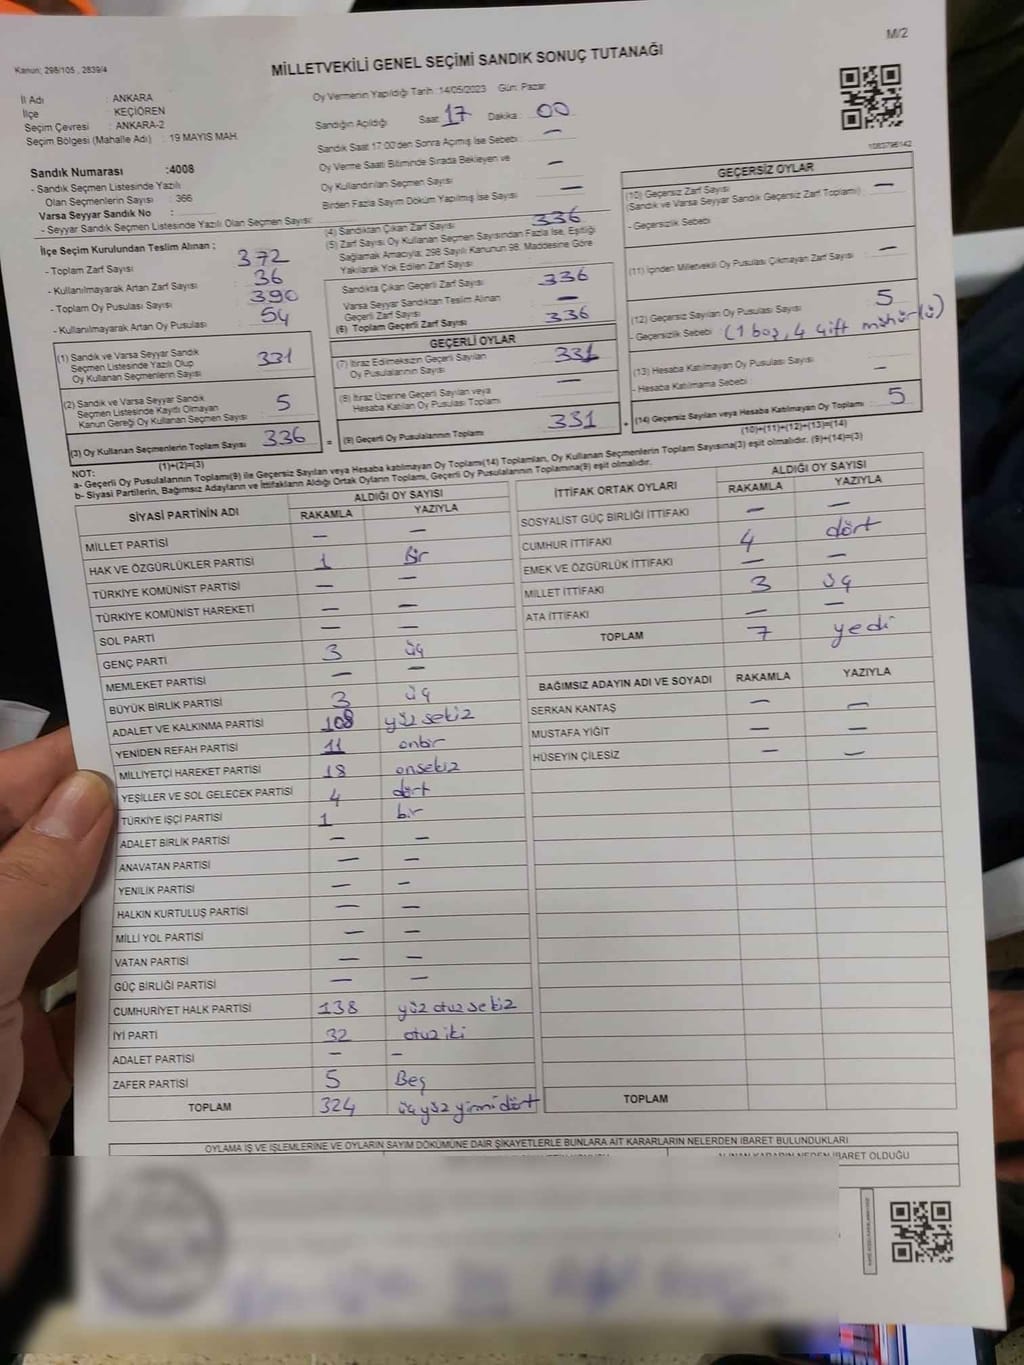 M/2
Kanun; 298/105 , 2839/4
MİLLETVEKİLİ GENEL SEÇİMİ SANDIK SONUÇ TUTANAĞI
İl Adı : ANKARA
İlçe : KEÇİÖREN
Seçim Çevresi : ANKARA-2
Seçim Bölgesi (Mahalle Adı) : 19 MAYIS MAH.
Sandık Numarası :4008
- Sandık Seçmen Listesinde Yazılı
Olan Seçmenlerin Sayısı : 366
Varsa Seyyar Sandık No :
- Seyyar Sandık Seçmen Listesinde Yazılı Olan Seçmen Sayısı:
Oy Vermenin Yapıldığı Tarih :14/05/2023 Gün: Pazar
Sandığın Açıldığı Saat 17 Dakika : 00
Sandık Saat 17:00'den Sonra Açımış İse Sebebi : —
Oy Verme Saati Bitiminde Sırada Bekleyen ve
Oy Kullandırılan Seçmen Sayısı —
Birden Fazla Sayım Döküm Yapılmış İse Sayısı —
1083796142
İlçe Seçim Kurulundan Teslim Alınan ;
- Toplam Zarf Sayısı 372
- Kullanılmayarak Artan Zarf Sayısı 36
- Toplam Oy Pusulası Sayısı 390
- Kullanılmayarak Artan Oy Pusulası 54
(1) Sandık ve Varsa Seyyar Sandık
Seçmen Listesinde Yazılı Olup
Oy Kullanan Seçmenlerin Sayısı 331
(2) Sandık ve Varsa Seyyar Sandık
Seçmen Listesinde Kayıtlı Olmayan
Kanun Gereği Oy Kullanan Seçmen Sayısı 5
(3) Oy Kullanan Seçmenlerin Toplam Sayısı 336
(1)+(2)=(3)
(4) Sandıktan Çıkan Zarf Sayısı 336
(5) Zarf Sayısı Oy Kullanan Seçmen Sayısından Fazla İse, Eşitliği
Sağlamak Amacıyla; 298 Sayılı Kanunun 98. Maddesine Göre
Yakılarak Yok Edilen Zarf Sayısı
Sandıkta Çıkan Geçerli Zarf Sayısı 336
Varsa Seyyar Sandıktan Teslim Alınan
Geçerli Zarf Sayısı —
(6) Toplam Geçerli Zarf Sayısı 336
GEÇERLİ OYLAR
(7) İtiraz Edilmeksizin Geçerli Sayılan
Oy Pusulalarının Sayısı 331
(8) İtiraz Üzerine Geçerli Sayılan veya
Hesaba Katılan Oy Pusulası Toplamı —
= (9) Geçerli Oy Pusulalarının Toplamı 331
GEÇERSİZ OYLAR
(10) Geçersiz Zarf Sayısı
(Sandık ve Varsa Seyyar Sandık Geçersiz Zarf Toplamı) —
- Geçersizlik Sebebi
(11) İçinden Milletvekili Oy Pusulası Çıkmayan Zarf Sayısı —
(12) Geçersiz Sayılan Oy Pusulası Sayısı 5
- Geçersizlik Sebebi : (1 boş, 4 çift mühür(lü)
(13) Hesaba Katılmayan Oy Pusulası Sayısı —
- Hesaba Katılmama Sebebi :
+ (14) Geçersiz Sayılan veya Hesaba Katılmayan Oy Toplamı 5
(10)+(11)+(12)+(13)=(14)
NOT:
a- Geçerli Oy Pusulalarının Toplamı(9) ile Geçersiz Sayılan veya Hesaba katılmayan Oy Toplamı(14) Toplamları, Oy Kullanan Seçmenlerin Toplam Sayısına(3) eşit olmalıdır. (9)+(14)=(3)
b- Siyasi Partilerin, Bağımsız Adayların ve İttifakların Aldığı Ortak Oyların Toplamı, Geçerli Oy Pusulalarının Toplamına(9) eşit olmalıdır.
SİYASİ PARTİNİN ADI ALDIĞI OY SAYISI
RAKAMLA YAZIYLA
MİLLET PARTİSİ — —
HAK VE ÖZGÜRLÜKLER PARTİSİ 1 Bir
TÜRKİYE KOMÜNİST PARTİSİ — —
TÜRKİYE KOMÜNİST HAREKETİ — —
SOL PARTİ — —
GENÇ PARTİ 3 üç
MEMLEKET PARTİSİ — —
BÜYÜK BİRLİK PARTİSİ 3 üç
ADALET VE KALKINMA PARTİSİ 108 yüz sekiz
YENİDEN REFAH PARTİSİ 11 onbir
MİLLİYETÇİ HAREKET PARTİSİ 18 onsekiz
YEŞİLLER VE SOL GELECEK PARTİSİ 4 dört
TÜRKİYE İŞÇİ PARTİSİ 1 bir
ADALET BİRLİK PARTİSİ — —
ANAVATAN PARTİSİ — —
YENİLİK PARTİSİ — —
HALKIN KURTULUŞ PARTİSİ — —
MİLLİ YOL PARTİSİ — —
VATAN PARTİSİ — —
GÜÇ BİRLİĞİ PARTİSİ — —
CUMHURİYET HALK PARTİSİ 138 yüz otuz sekiz
İYİ PARTİ 32 otuz iki
ADALET PARTİSİ — —
ZAFER PARTİSİ 5 Beş
TOPLAM 324 üç yüz yirmi dört
İTTİFAK ORTAK OYLARI ALDIĞI OY SAYISI
RAKAMLA YAZIYLA
SOSYALİST GÜÇ BİRLİĞİ İTTİFAKI — —
CUMHUR İTTİFAKI 4 dört
EMEK VE ÖZGÜRLÜK İTTİFAKI — —
MİLLET İTTİFAKI 3 üç
ATA İTTİFAKI — —
TOPLAM 7 yedi
BAĞIMSIZ ADAYIN ADI VE SOYADI RAKAMLA YAZIYLA
SERKAN KANTAŞ — —
MUSTAFA YİĞİT — —
HÜSEYİN ÇİLESİZ — —
TOPLAM
OYLAMA İŞ VE İŞLEMLERİNE VE OYLARIN SAYIM DÖKÜMÜNE DAİR ŞİKAYETLERLE BUNLARA AİT KARARLARIN NELERDEN İBARET BULUNDUKLARI
İBARET OLDUĞU